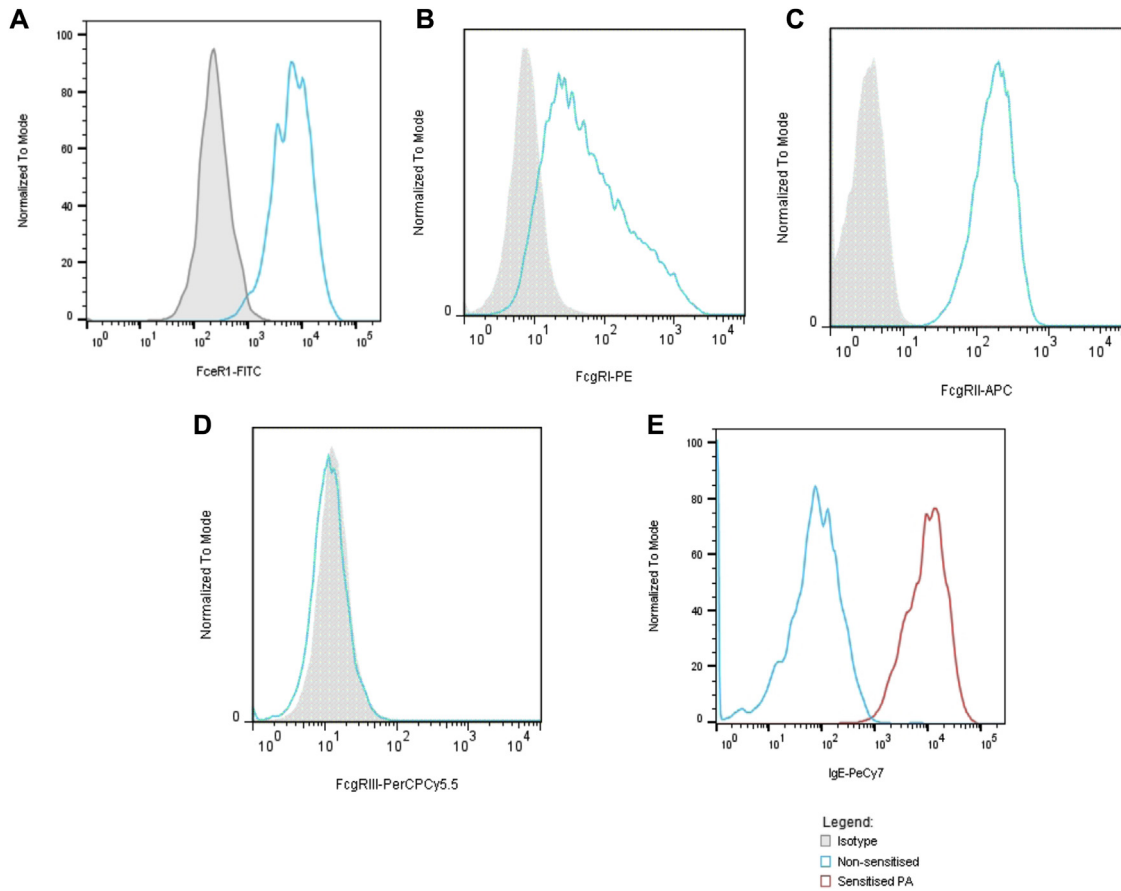 A
B
C
100
80
60
40
20
0
Normalized To Mode
10^0 10^1 10^2 10^3 10^4 10^5
FceR1-FITC
Normalized To Mode
0
10^0 10^1 10^2 10^3 10^4
FcgRI-PE
Normalized To Mode
0
10^0 10^1 10^2 10^3 10^4
FcgRII-APC
D
E
Normalized To Mode
0
10^0 10^1 10^2 10^3 10^4
FcgRIII-PerCPCy5.5
100
80
60
40
20
0
Normalized To Mode
10^0 10^1 10^2 10^3 10^4 10^5
IgE-PeCy7
Legend:
Isotype
Non-sensitised
Sensitised PA